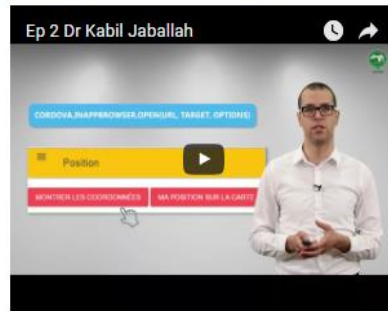 Ep 2 Dr Kabil Jaballah
CORDOVA.INAPPBROWSER.OPEN(URL, TARGET, OPTIONS)
Position
MONTRER LES COORDONNÉES
MA POSITION SUR LA CARTE